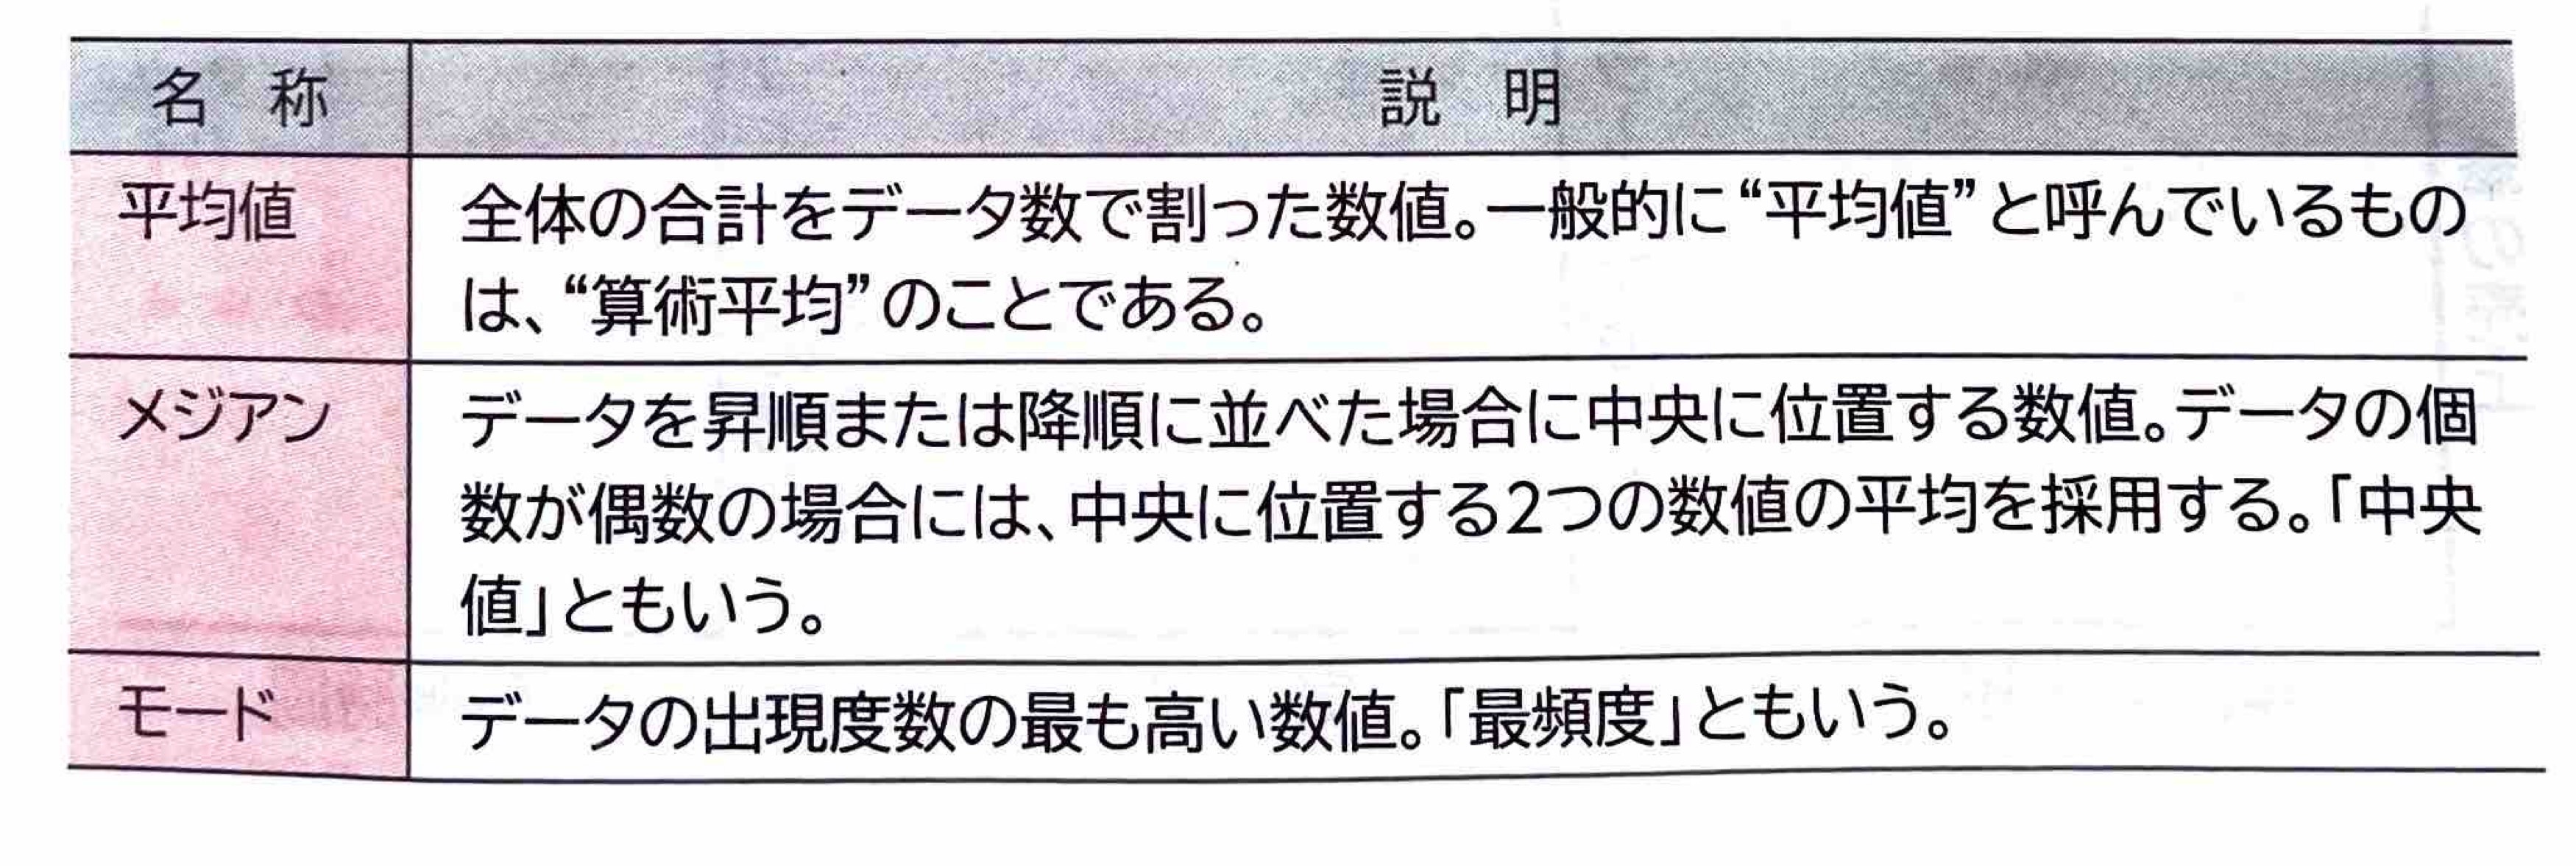 名 称
説 明
平均値
全体の合計をデータ数で割った数値。一般的に“平均値”と呼んでいるもの
は、“算術平均”のことである。
メジアン
データを昇順または降順に並べた場合に中央に位置する数値。データの個
数が偶数の場合には、中央に位置する2つの数値の平均を採用する。「中央
値」ともいう。
モード
データの出現度数の最も高い数値。「最頻度」ともいう。